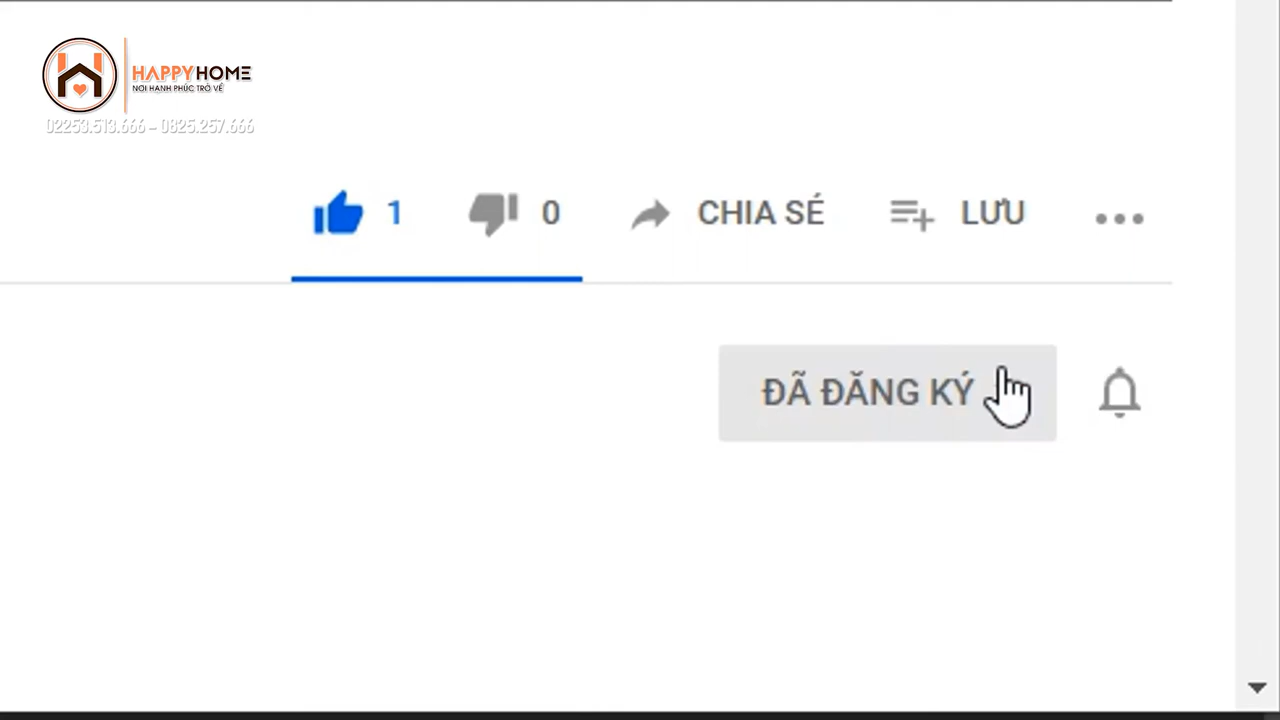 HAPPYHOME
NƠI HẠNH PHÚC TRỞ VỀ
02253.513.666 – 0825.257.666
1 0 CHIA SẺ LƯU
ĐÃ ĐĂNG KÝ